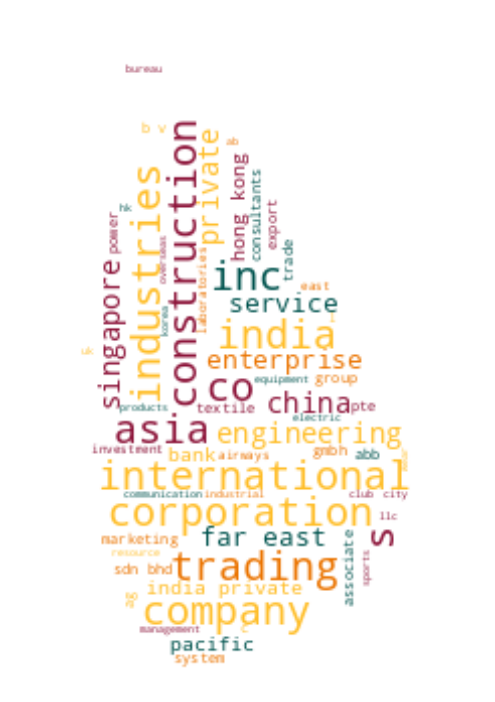 bureau
b v
construction
private
ab
industries
hong kong
consultants
export
hk
power
overseas
korea
laboratories
trade
singapore
inc
east
service
india
enterprise
equipment
group
co
china
pte
products
textile
electric
asia
engineering
investment
bank
airways
gmbh
abb
uk
international
communication
industrial
club
city
corporation
llc
s
marketing
far east
resource
trading
sdn bhd
associate
sports
india private
ag
company
management
pacific
system